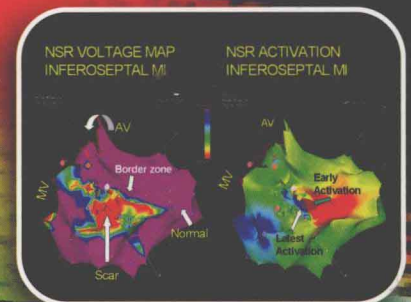 NSR VOLTAGE MAP
INFEROSEPTAL MI
AV
MV
Border zone
Normal
Scar
NSR ACTIVATION
INFEROSEPTAL MI
AV
MV
Early
Activation
Latest
Activation